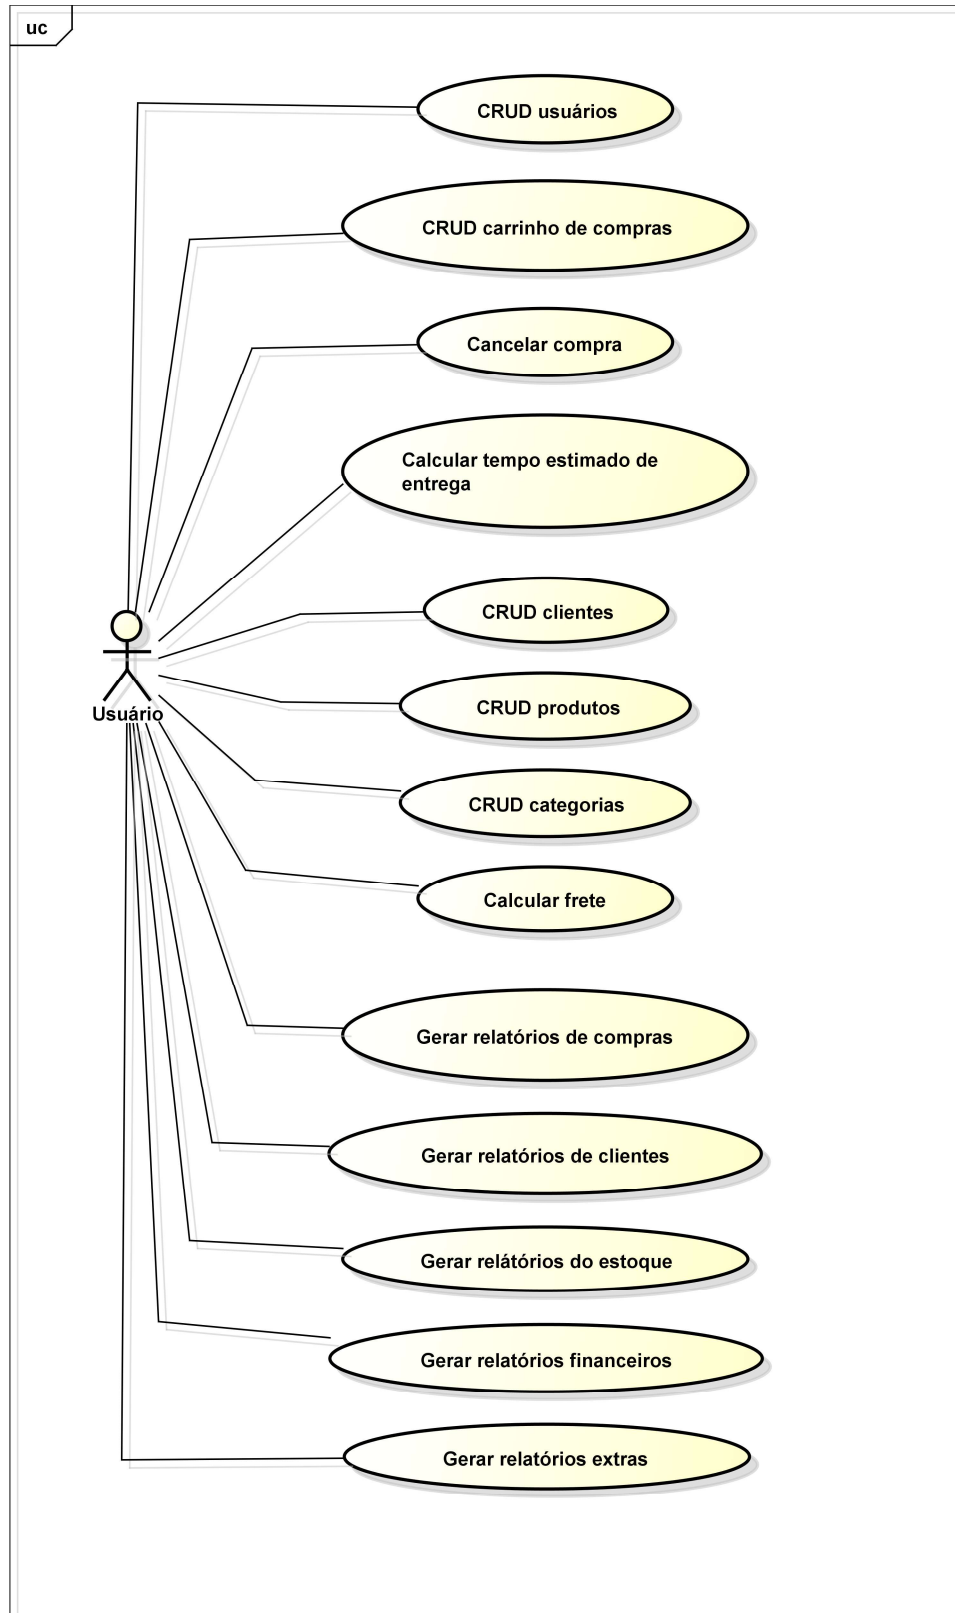 uc
CRUD usuários
CRUD carrinho de compras
Cancelar compra
Calcular tempo estimado de
entrega
CRUD clientes
CRUD produtos
Usuário
CRUD categorias
Calcular frete
Gerar relatórios de compras
Gerar relatórios de clientes
Gerar relátórios do estoque
Gerar relatórios financeiros
Gerar relatórios extras